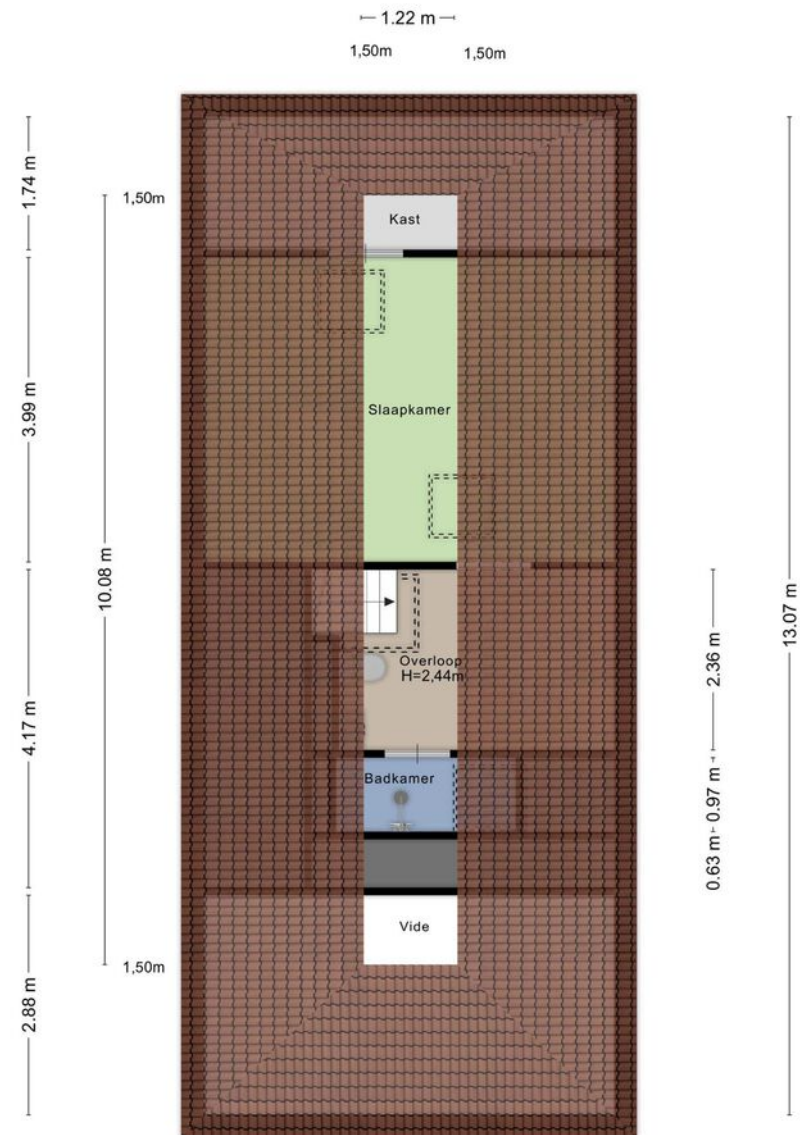 1.22 m
1,50m
1,50m
1.74 m
1,50m
Kast
3.99 m
Slaapkamer
10.08 m
13.07 m
Overloop
H=2,44m
2.36 m
4.17 m
Badkamer
0.97 m
0.63 m
Vide
1,50m
2.88 m